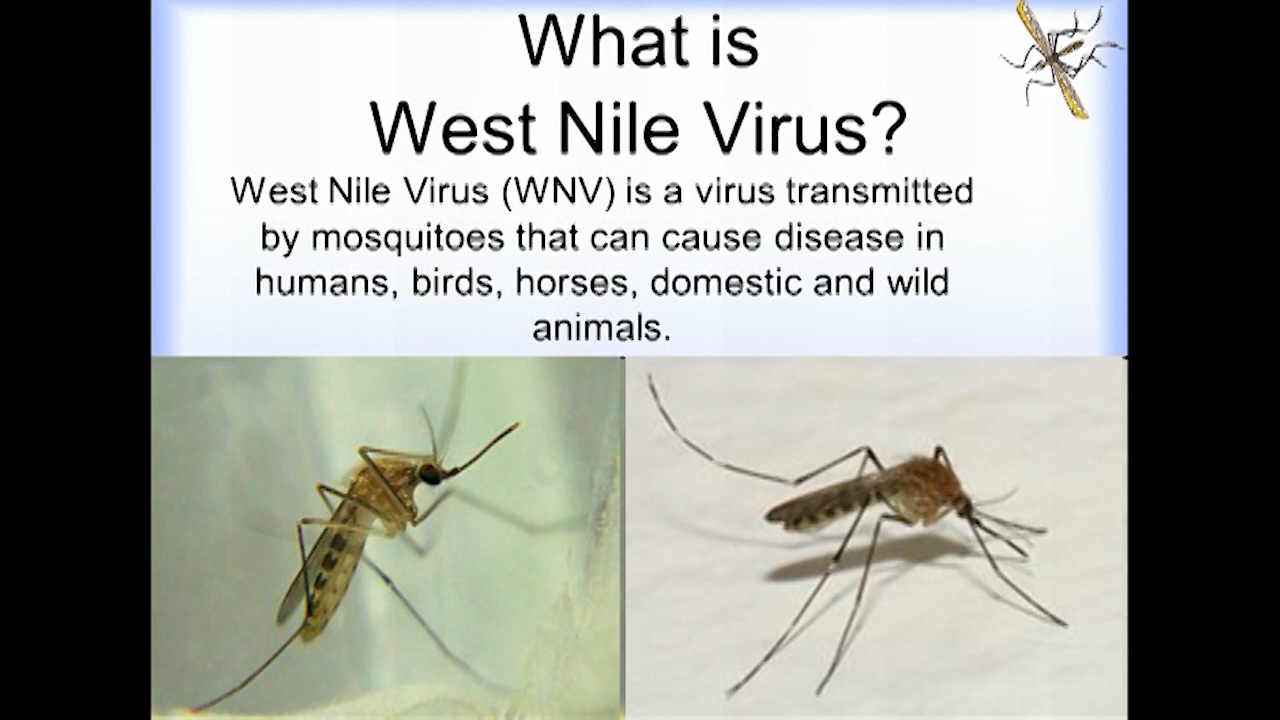 What is
West Nile Virus?
West Nile Virus (WNV) is a virus transmitted
by mosquitoes that can cause disease in
humans, birds, horses, domestic and wild
animals.